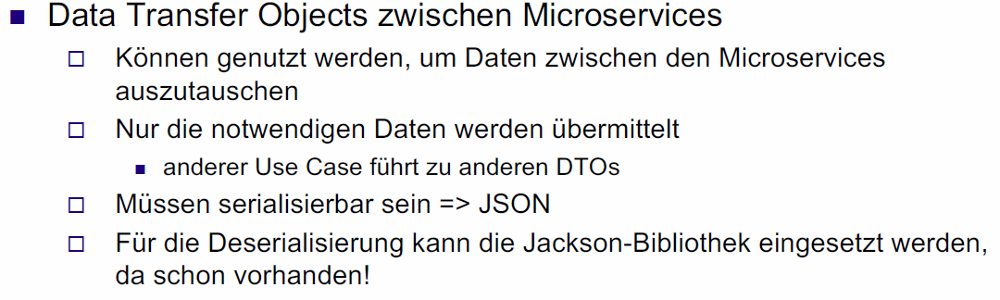 Data Transfer Objects zwischen Microservices
Können genutzt werden, um Daten zwischen den Microservices
auszutauschen
Nur die notwendigen Daten werden übermittelt
anderer Use Case führt zu anderen DTOs
Müssen serialisierbar sein => JSON
Für die Deserialisierung kann die Jackson-Bibliothek eingesetzt werden,
da schon vorhanden!